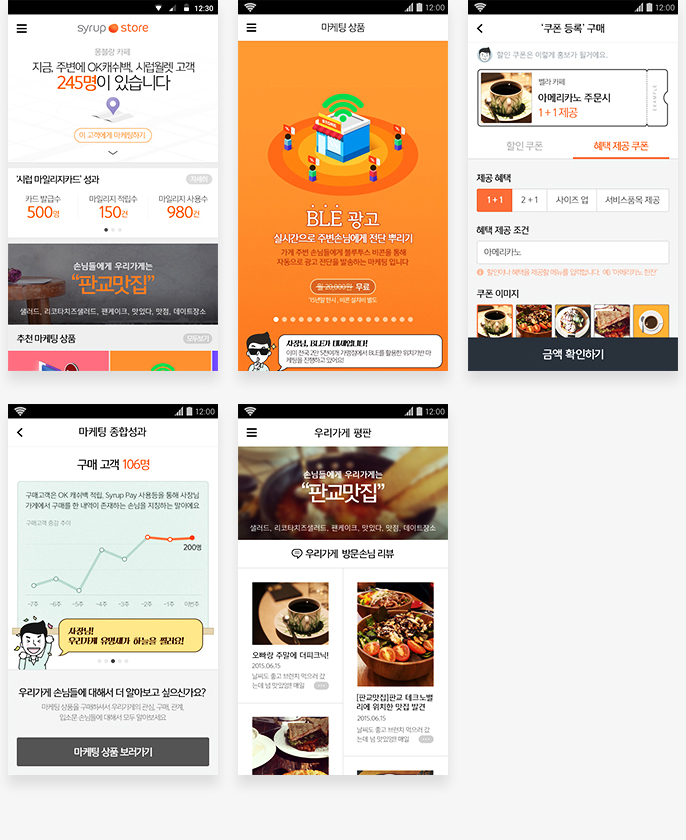 12:30
syrup store
몽블랑 카페
지금, 주변에 OK캐쉬백, 시럽월렛 고객
245명이 있습니다
이 고객에게 마케팅하기
'시럽 마일리지카드' 성과
자세히
카드 발급수
마일리지 적립수
마일리지 사용수
500명
150건
980건
손님들에게 우리가게는
“판교맛집”
샐러드, 리코타치즈샐러드, 팬케이크, 맛있다, 맛점, 데이트장소
추천 마케팅 상품
모두보기
12:00
마케팅 상품
BLE 광고
실시간으로 주변손님에게 전단 뿌리기
가게 주변 손님들에게 블루투스 비콘을 통해
자동으로 광고 전단을 발송하는 마케팅 입니다
월 20,000원 무료
사장님, BLE가 대세입니다!
이미 전국 2만 5천여개 가맹점에서 BLE를 활용한 위치기반 마
케팅을 진행하고 있어요!
12:00
'쿠폰 등록' 구매
할인 쿠폰은 이렇게 홍보가 될거에요.
벨라 카페
아메리카노 주문시
1+1 제공
EXAMPLE
할인 쿠폰
혜택 제공 쿠폰
제공 혜택
1 + 1
2 + 1
사이즈 업
서비스품목 제공
혜택 제공 조건
아메리카노
할인이나 혜택을 제공할 메뉴를 입력합니다. 예) '아메리카노 한잔'
쿠폰 이미지
금액 확인하기
12:00
마케팅 종합성과
구매 고객 106명
구매고객은 OK 캐쉬백 적립, Syrup Pay 사용등을 통해 사장님
가게에서 구매를 한 내역이 존재하는 손님을 지칭하는 말이에요
구매고객 증감 추이
200명
-7주
-6주
-5주
-4주
-3주
-2주
-1주
이번주
사장님!
우리가게 유명세가 하늘을 찔러요!
우리가게 손님들에 대해서 더 알아보고 싶으신가요?
마케팅 상품을 구매하셔서 우리가게의 관심, 구매, 단계,
입소문 손님들에 대해서 모두 알아보세요
마케팅 상품 보러가기
12:00
우리가게 평판
손님들에게 우리가게는
“판교맛집”
샐러드, 리코타치즈샐러드, 팬케이크, 맛있다, 맛점, 데이트장소
우리가게 방문손님 리뷰
오빠랑 주말에 더피크닉!
2015.06.15
날씨도 좋고 브런치 먹으러 갔
는데 넘 맛있엉!! 매일
[판교맛집]판교 테크노밸
리에 위치한 맛집 발견
2015.06.15
날씨도 좋고 브런치 먹으러 갔
는데 넘 맛있엉!! 매일